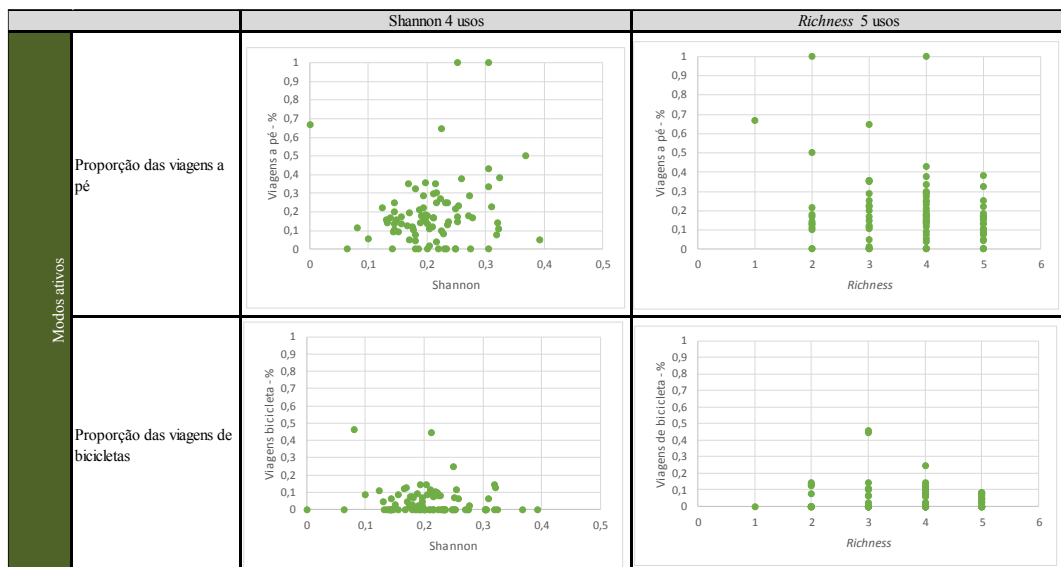 Shannon 4 usos
Richness 5 usos
Modos ativos
Proporção das viagens a
pé
Viagens a pé - %
1
0,9
0,8
0,7
0,6
0,5
0,4
0,3
0,2
0,1
0
0 0,1 0,2 0,3 0,4 0,5
Shannon
Viagens a pé - %
1
0,9
0,8
0,7
0,6
0,5
0,4
0,3
0,2
0,1
0
0 1 2 3 4 5 6
Richness
Proporção das viagens de
bicicletas
Viagens bicicleta - %
1
0,9
0,8
0,7
0,6
0,5
0,4
0,3
0,2
0,1
0
0 0,1 0,2 0,3 0,4 0,5
Shannon
Viagens de bicicleta - %
1
0,9
0,8
0,7
0,6
0,5
0,4
0,3
0,2
0,1
0
0 1 2 3 4 5 6
Richness